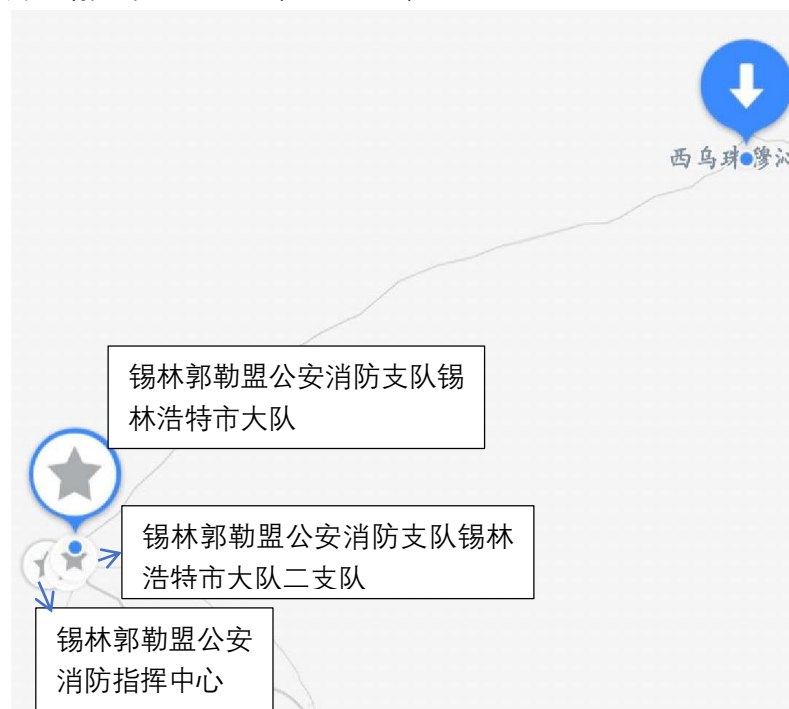 西乌珠穆沁
锡林郭勒盟公安消防支队锡
林浩特市大队
锡林郭勒盟公安消防支队锡林
浩特市大队二支队
锡林郭勒盟公安
消防指挥中心